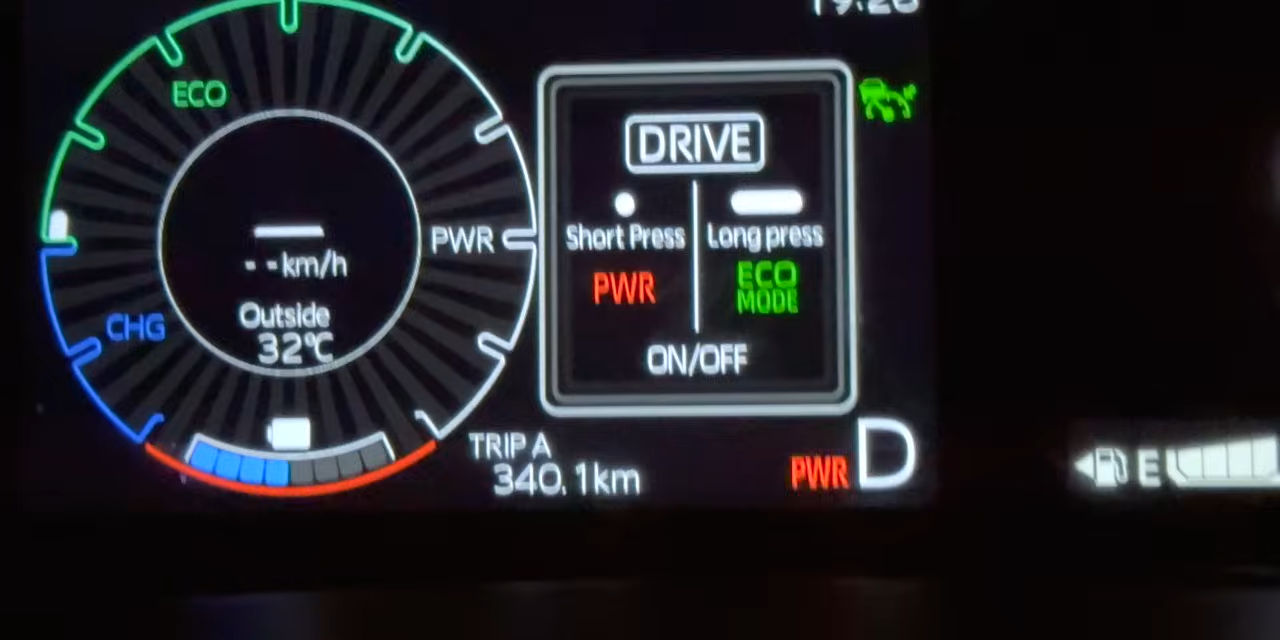 ECO
PWR
--km/h
Outside
32℃
CHG
DRIVE
Short Press
Long press
PWR
ECO
MODE
ON/OFF
TRIP A
340.1km
PWR
D
E